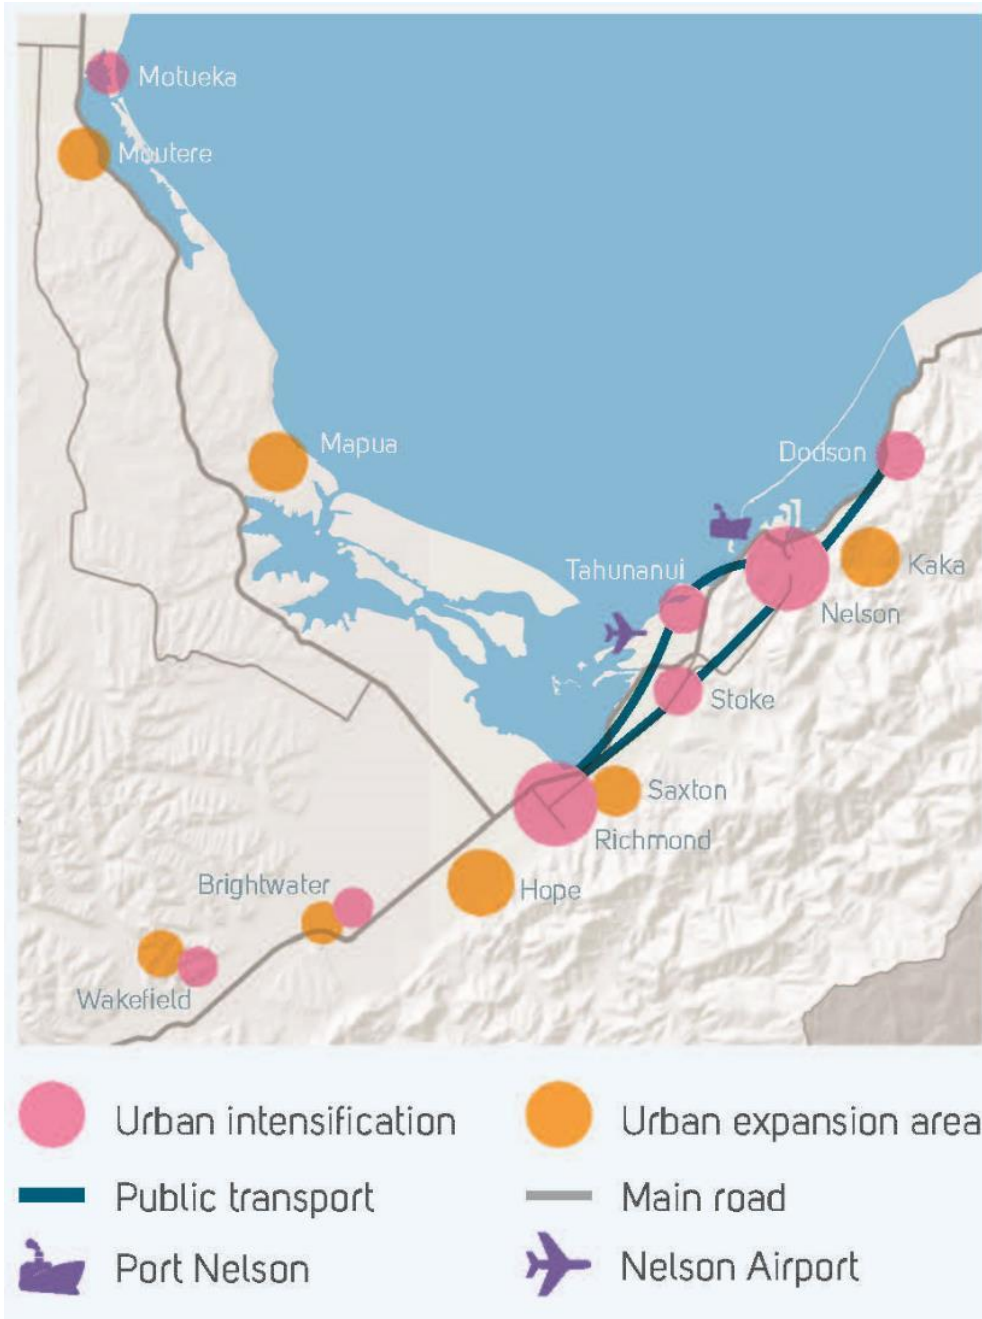 Motueka
Moutere
Mapua
Dodson
Kaka
Tahunanui
Nelson
Stoke
Saxton
Richmond
Brightwater
Hope
Wakefield
Urban intensification
Urban expansion area
Public transport
Main road
Port Nelson
Nelson Airport